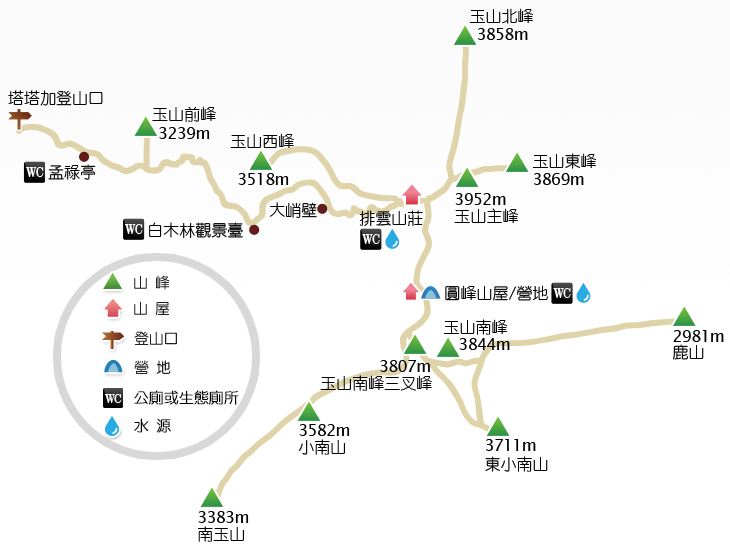 玉山北峰
3858m
塔塔加登山口
玉山前峰
3239m
玉山西峰
3518m
玉山東峰
3869m
WC 孟祿亭
3952m
玉山主峰
大峭壁
排雲山莊
WC
WC 白木林觀景臺
山 峰
山 屋
登山口
營 地
WC 公廁或生態廁所
水 源
圓峰山屋/營地 WC
玉山南峰
3844m
2981m
鹿山
3807m
玉山南峰三叉峰
3582m
小南山
3711m
東小南山
3383m
南玉山